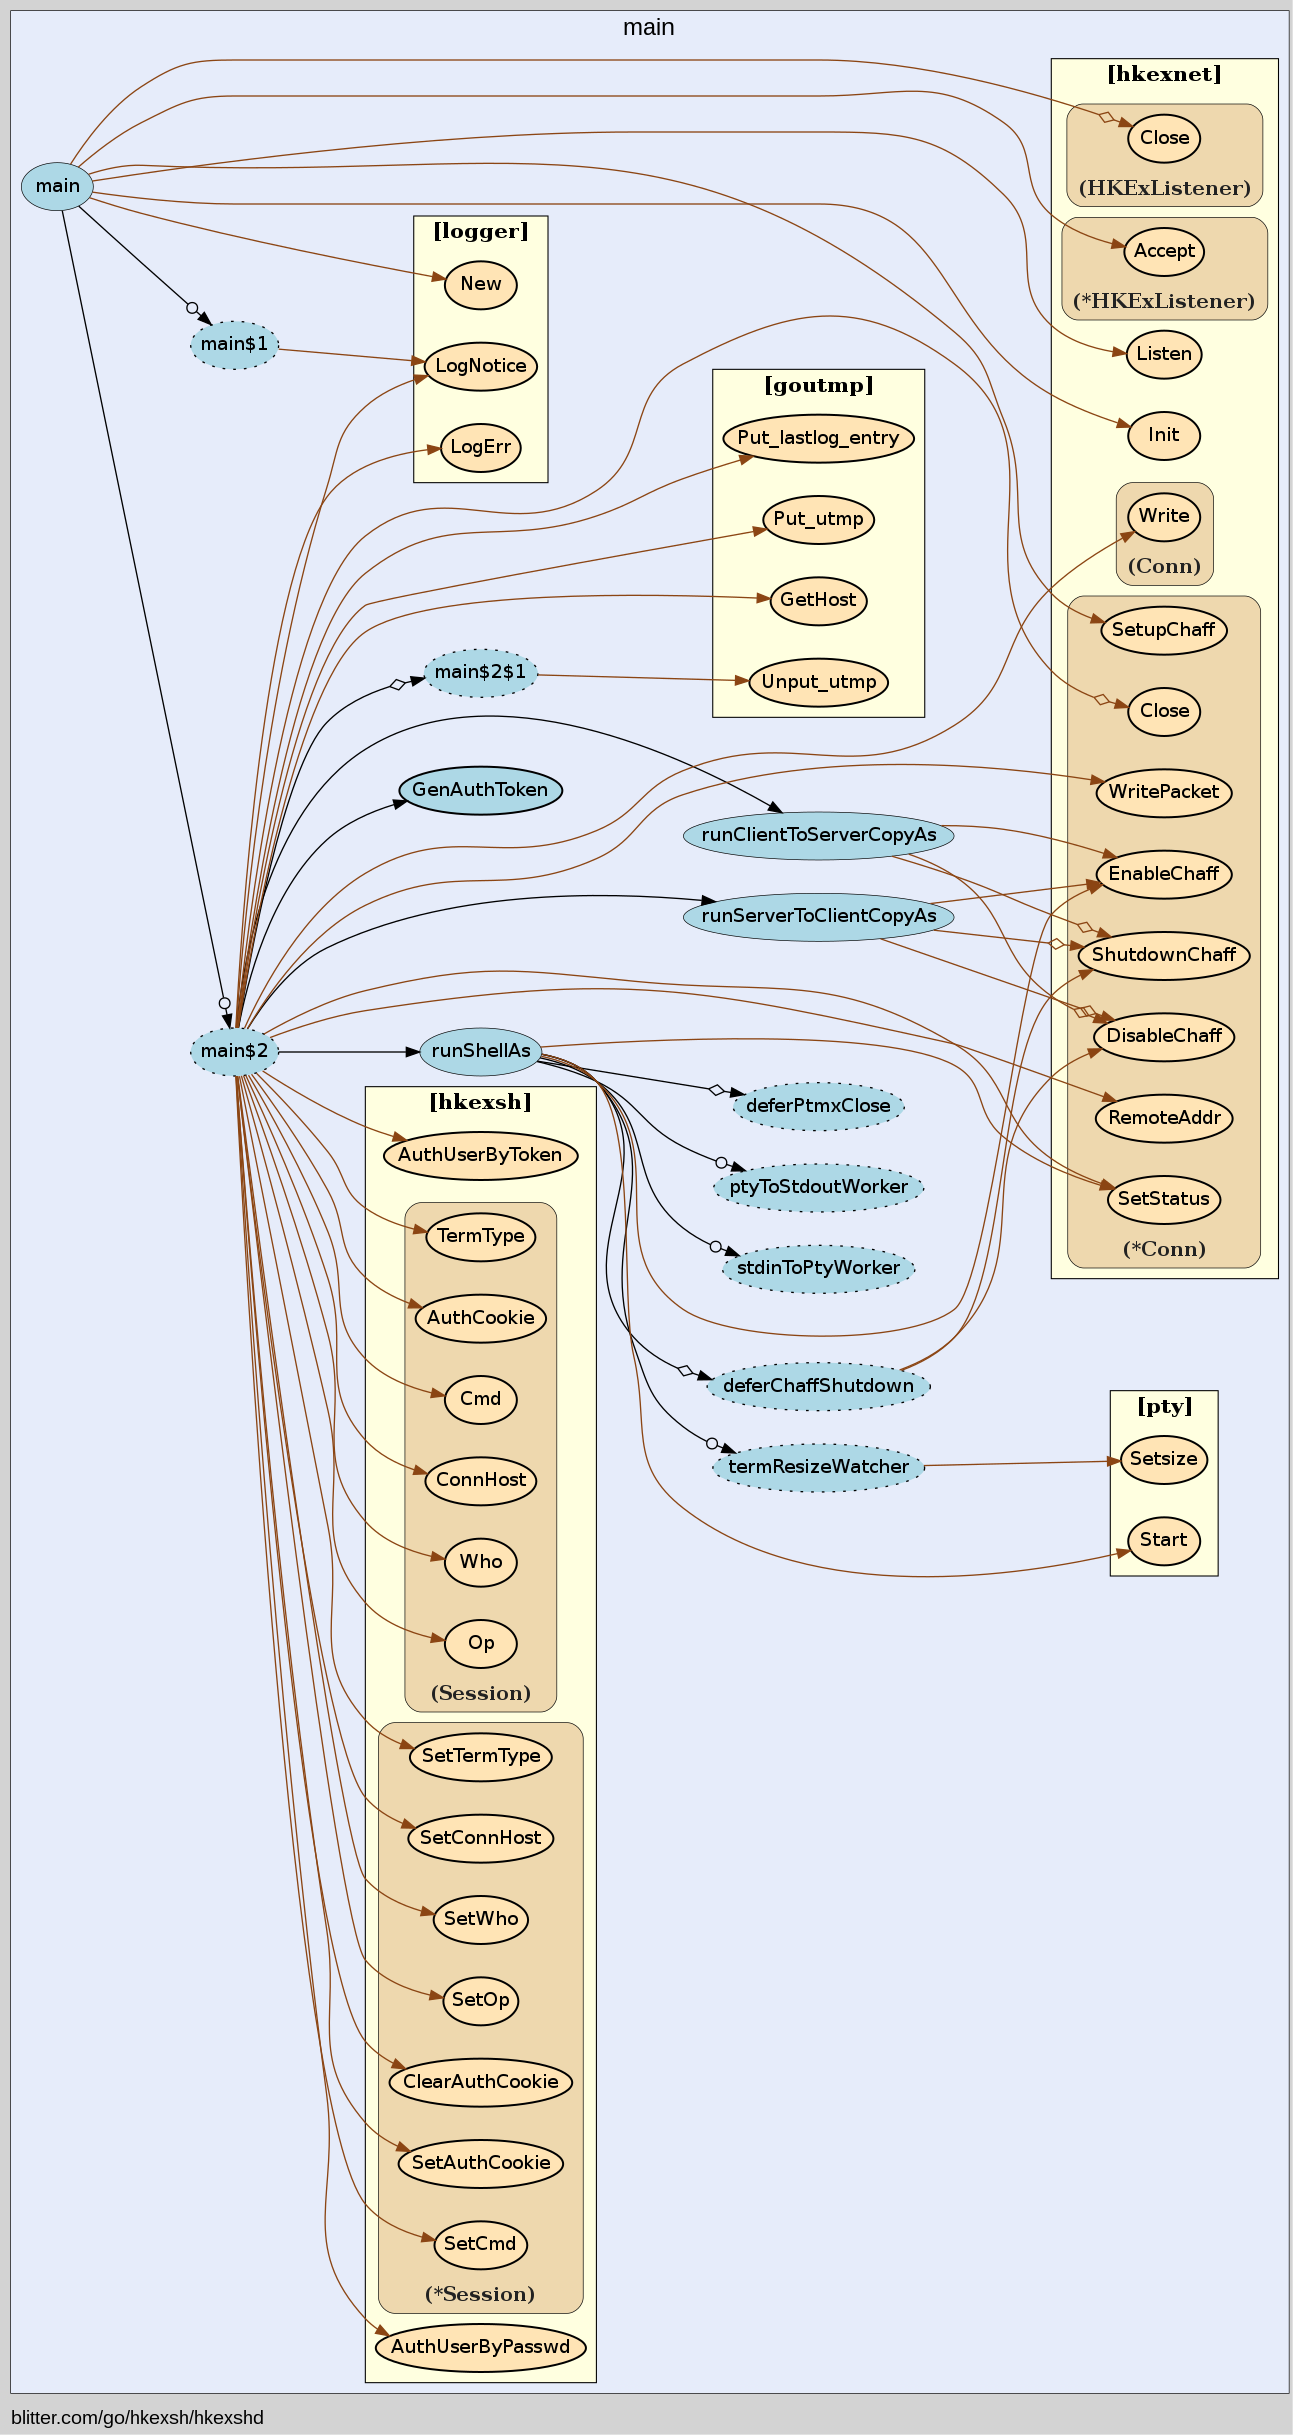 main
[hkexnet]
Close
(HKExListener)
main
[logger]
Accept
(*HKExListener)
New
main$1
LogNotice
Listen
[goutmp]
Put_lastlog_entry
Init
LogErr
Put_utmp
Write
(Conn)
GetHost
SetupChaff
main$2$1
Unput_utmp
Close
GenAuthToken
WritePacket
runClientToServerCopyAs
EnableChaff
runServerToClientCopyAs
ShutdownChaff
DisableChaff
main$2
runShellAs
[hkexsh]
deferPtmxClose
RemoteAddr
AuthUserByToken
ptyToStdoutWorker
SetStatus
TermType
(*Conn)
stdinToPtyWorker
AuthCookie
deferChaffShutdown
Cmd
[pty]
Setsize
termResizeWatcher
ConnHost
Start
Who
Op
(Session)
SetTermType
SetConnHost
SetWho
SetOp
ClearAuthCookie
SetAuthCookie
SetCmd
(*Session)
AuthUserByPasswd
blitter.com/go/hkexsh/hkexshd